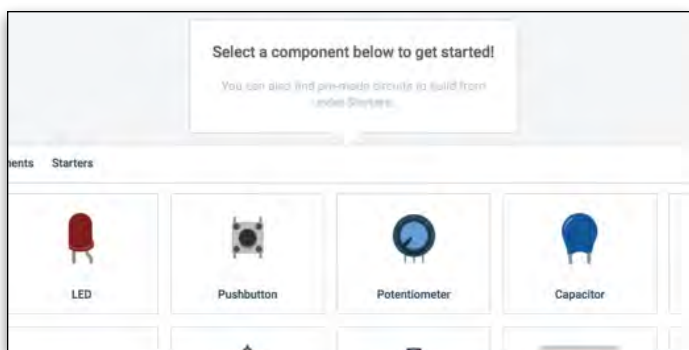 Select a component below to get started!
You can also find pre-made circuits to build from
under Starters.
nents Starters
LED Pushbutton Potentiometer Capacitor